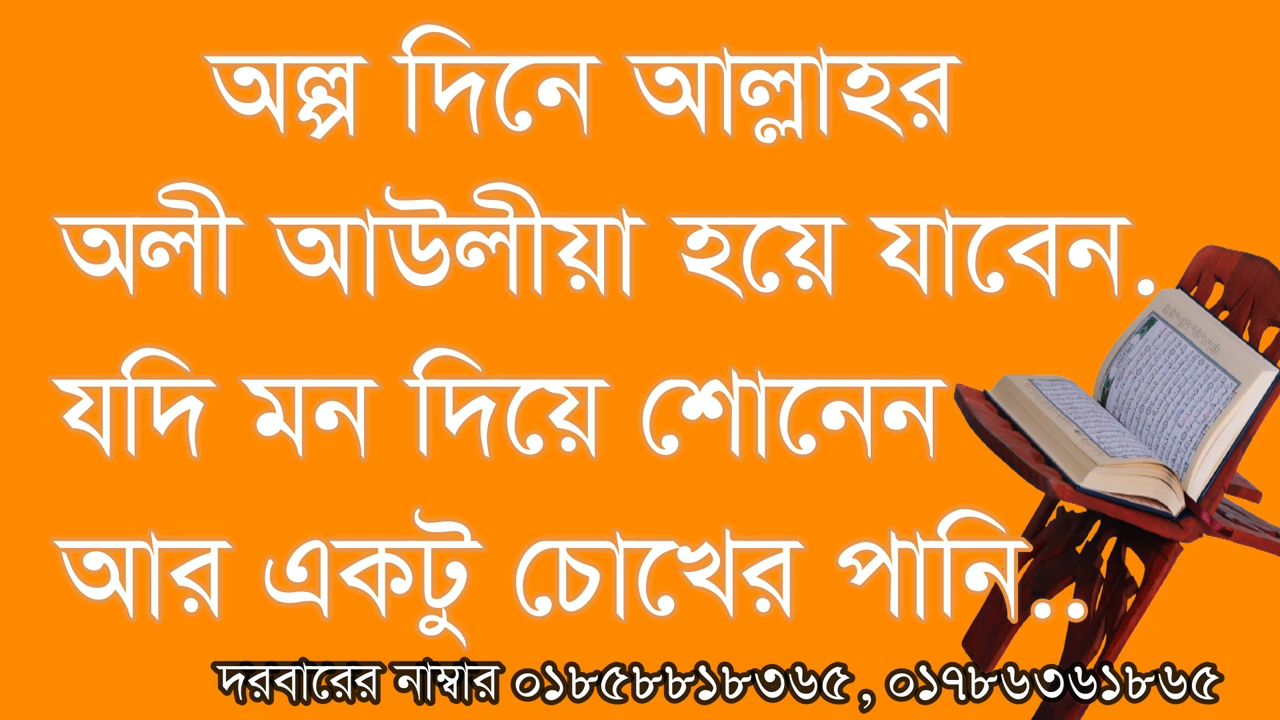 অল্প দিনে আল্লাহর
অলী আউলীয়া হয়ে যাবেন.
যদি মন দিয়ে শোনেন
আর একটু চোখের পানি..
দরবারের নাম্বার ০১৮৫৮৮১৮৩৬৫, ০১৭৮৬৩৬১৮৬৫